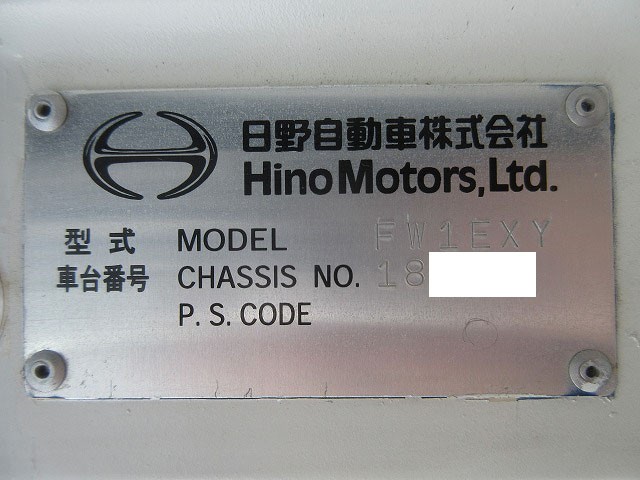 日野自動車株式会社
Hino Motors, Ltd.
型式 MODEL FW1EXY
車台番号 CHASSIS NO. 18
P. S. CODE